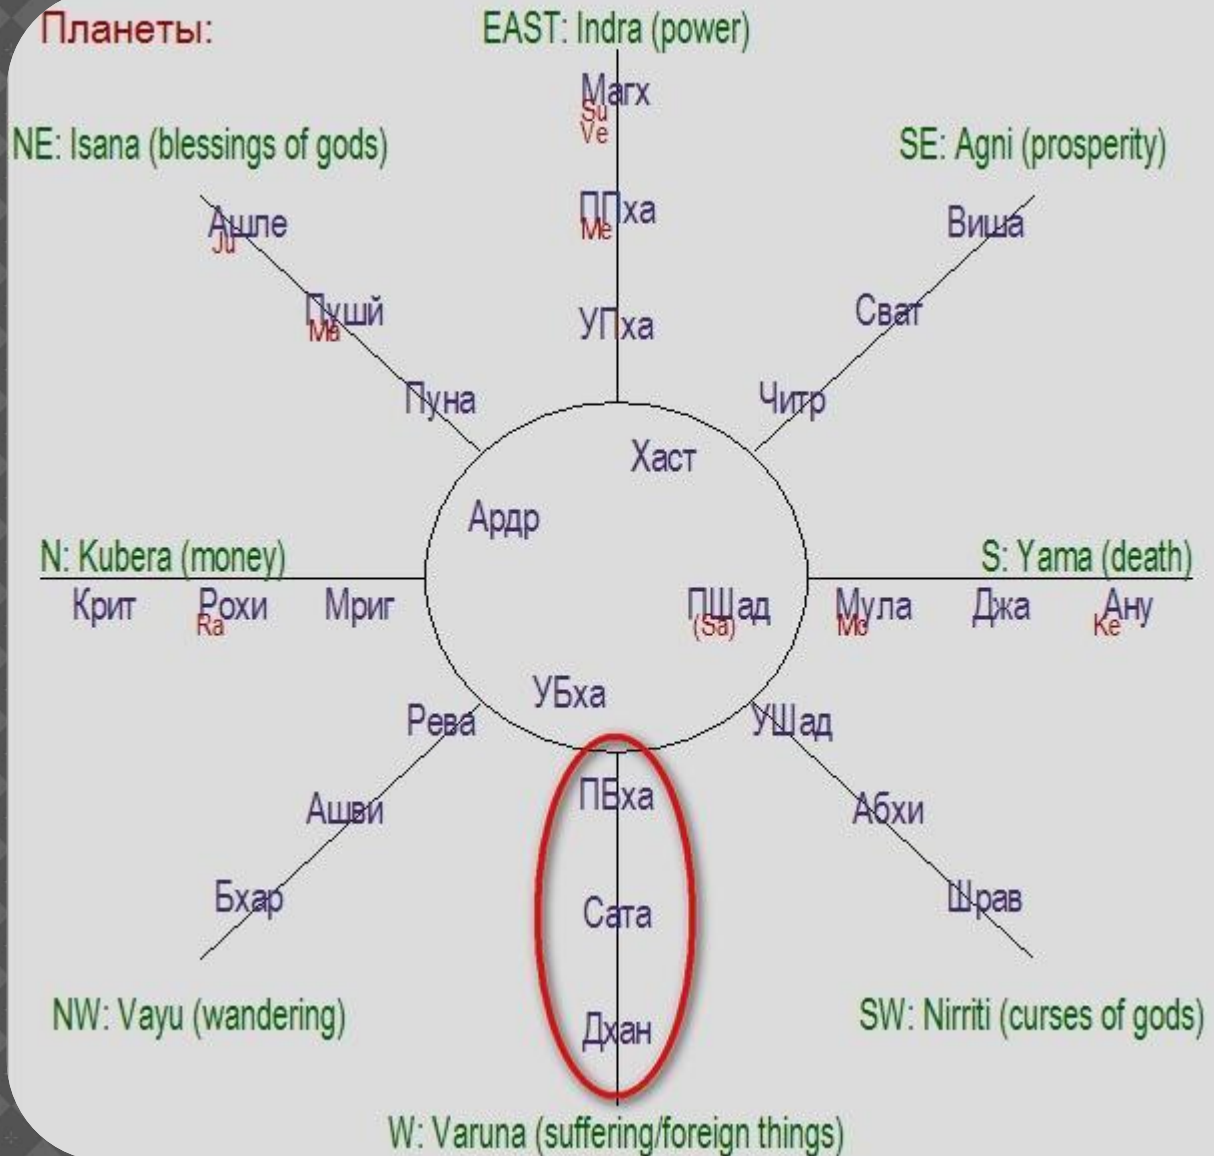 Планеты:
EAST: Indra (power)
Магх
Su
Ve
NE: Isana (blessings of gods)
SE: Agni (prosperity)
ППха
Me
Ашле
Ju
Виша
Пушй
Ma
Сват
УПха
Пуна
Читр
Хаст
Ардр
N: Kubera (money)
S: Yama (death)
Крит Рохи Мриг
Ra
ПШад Мула Джа Ану
(Sa) Mo Ke
УБха
Рева
УШад
ПБха
Ашви
Абхи
Бхар
Сата
Шрав
NW: Vayu (wandering)
Дхан
SW: Nirriti (curses of gods)
W: Varuna (suffering/foreign things)